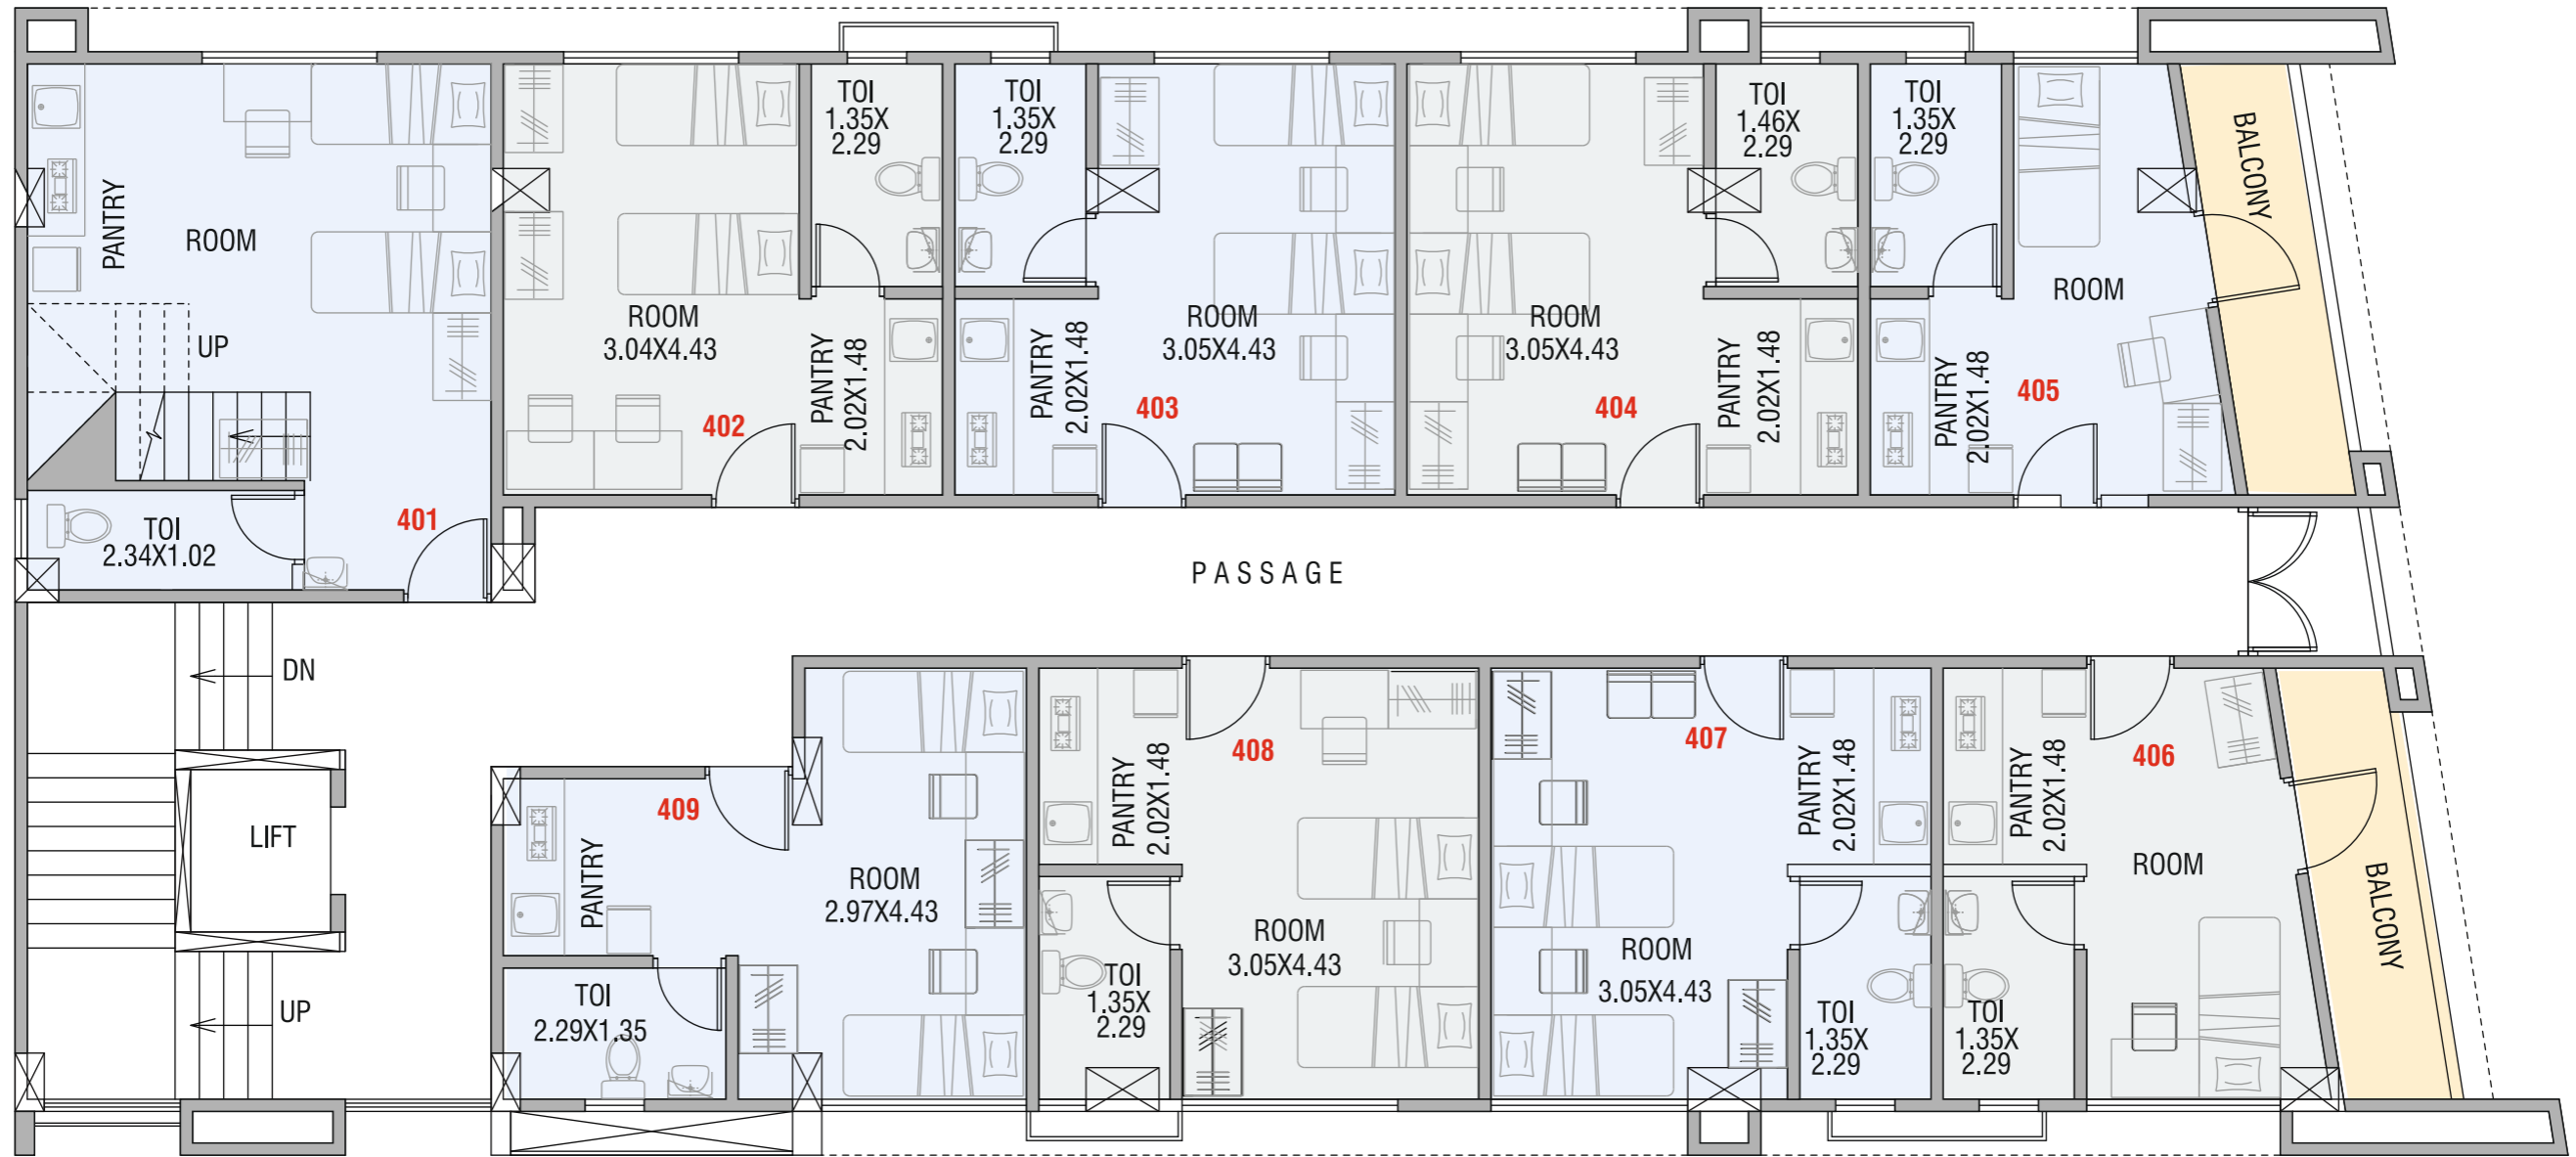 PANTRY
ROOM
UP
TOI
2.34X1.02
401
ROOM
3.04X4.43
TOI
1.35X
2.29
PANTRY
2.02X1.48
402
TOI
1.35X
2.29
PANTRY
2.02X1.48
ROOM
3.05X4.43
403
ROOM
3.05X4.43
TOI
1.46X
2.29
PANTRY
2.02X1.48
404
TOI
1.35X
2.29
ROOM
PANTRY
2.02X1.48
405
BALCONY
PASSAGE
DN
LIFT
UP
409
PANTRY
ROOM
2.97X4.43
TOI
2.29X1.35
PANTRY
2.02X1.48
408
ROOM
3.05X4.43
TOI
1.35X
2.29
407
PANTRY
2.02X1.48
ROOM
3.05X4.43
TOI
1.35X
2.29
PANTRY
2.02X1.48
406
ROOM
TOI
1.35X
2.29
BALCONY